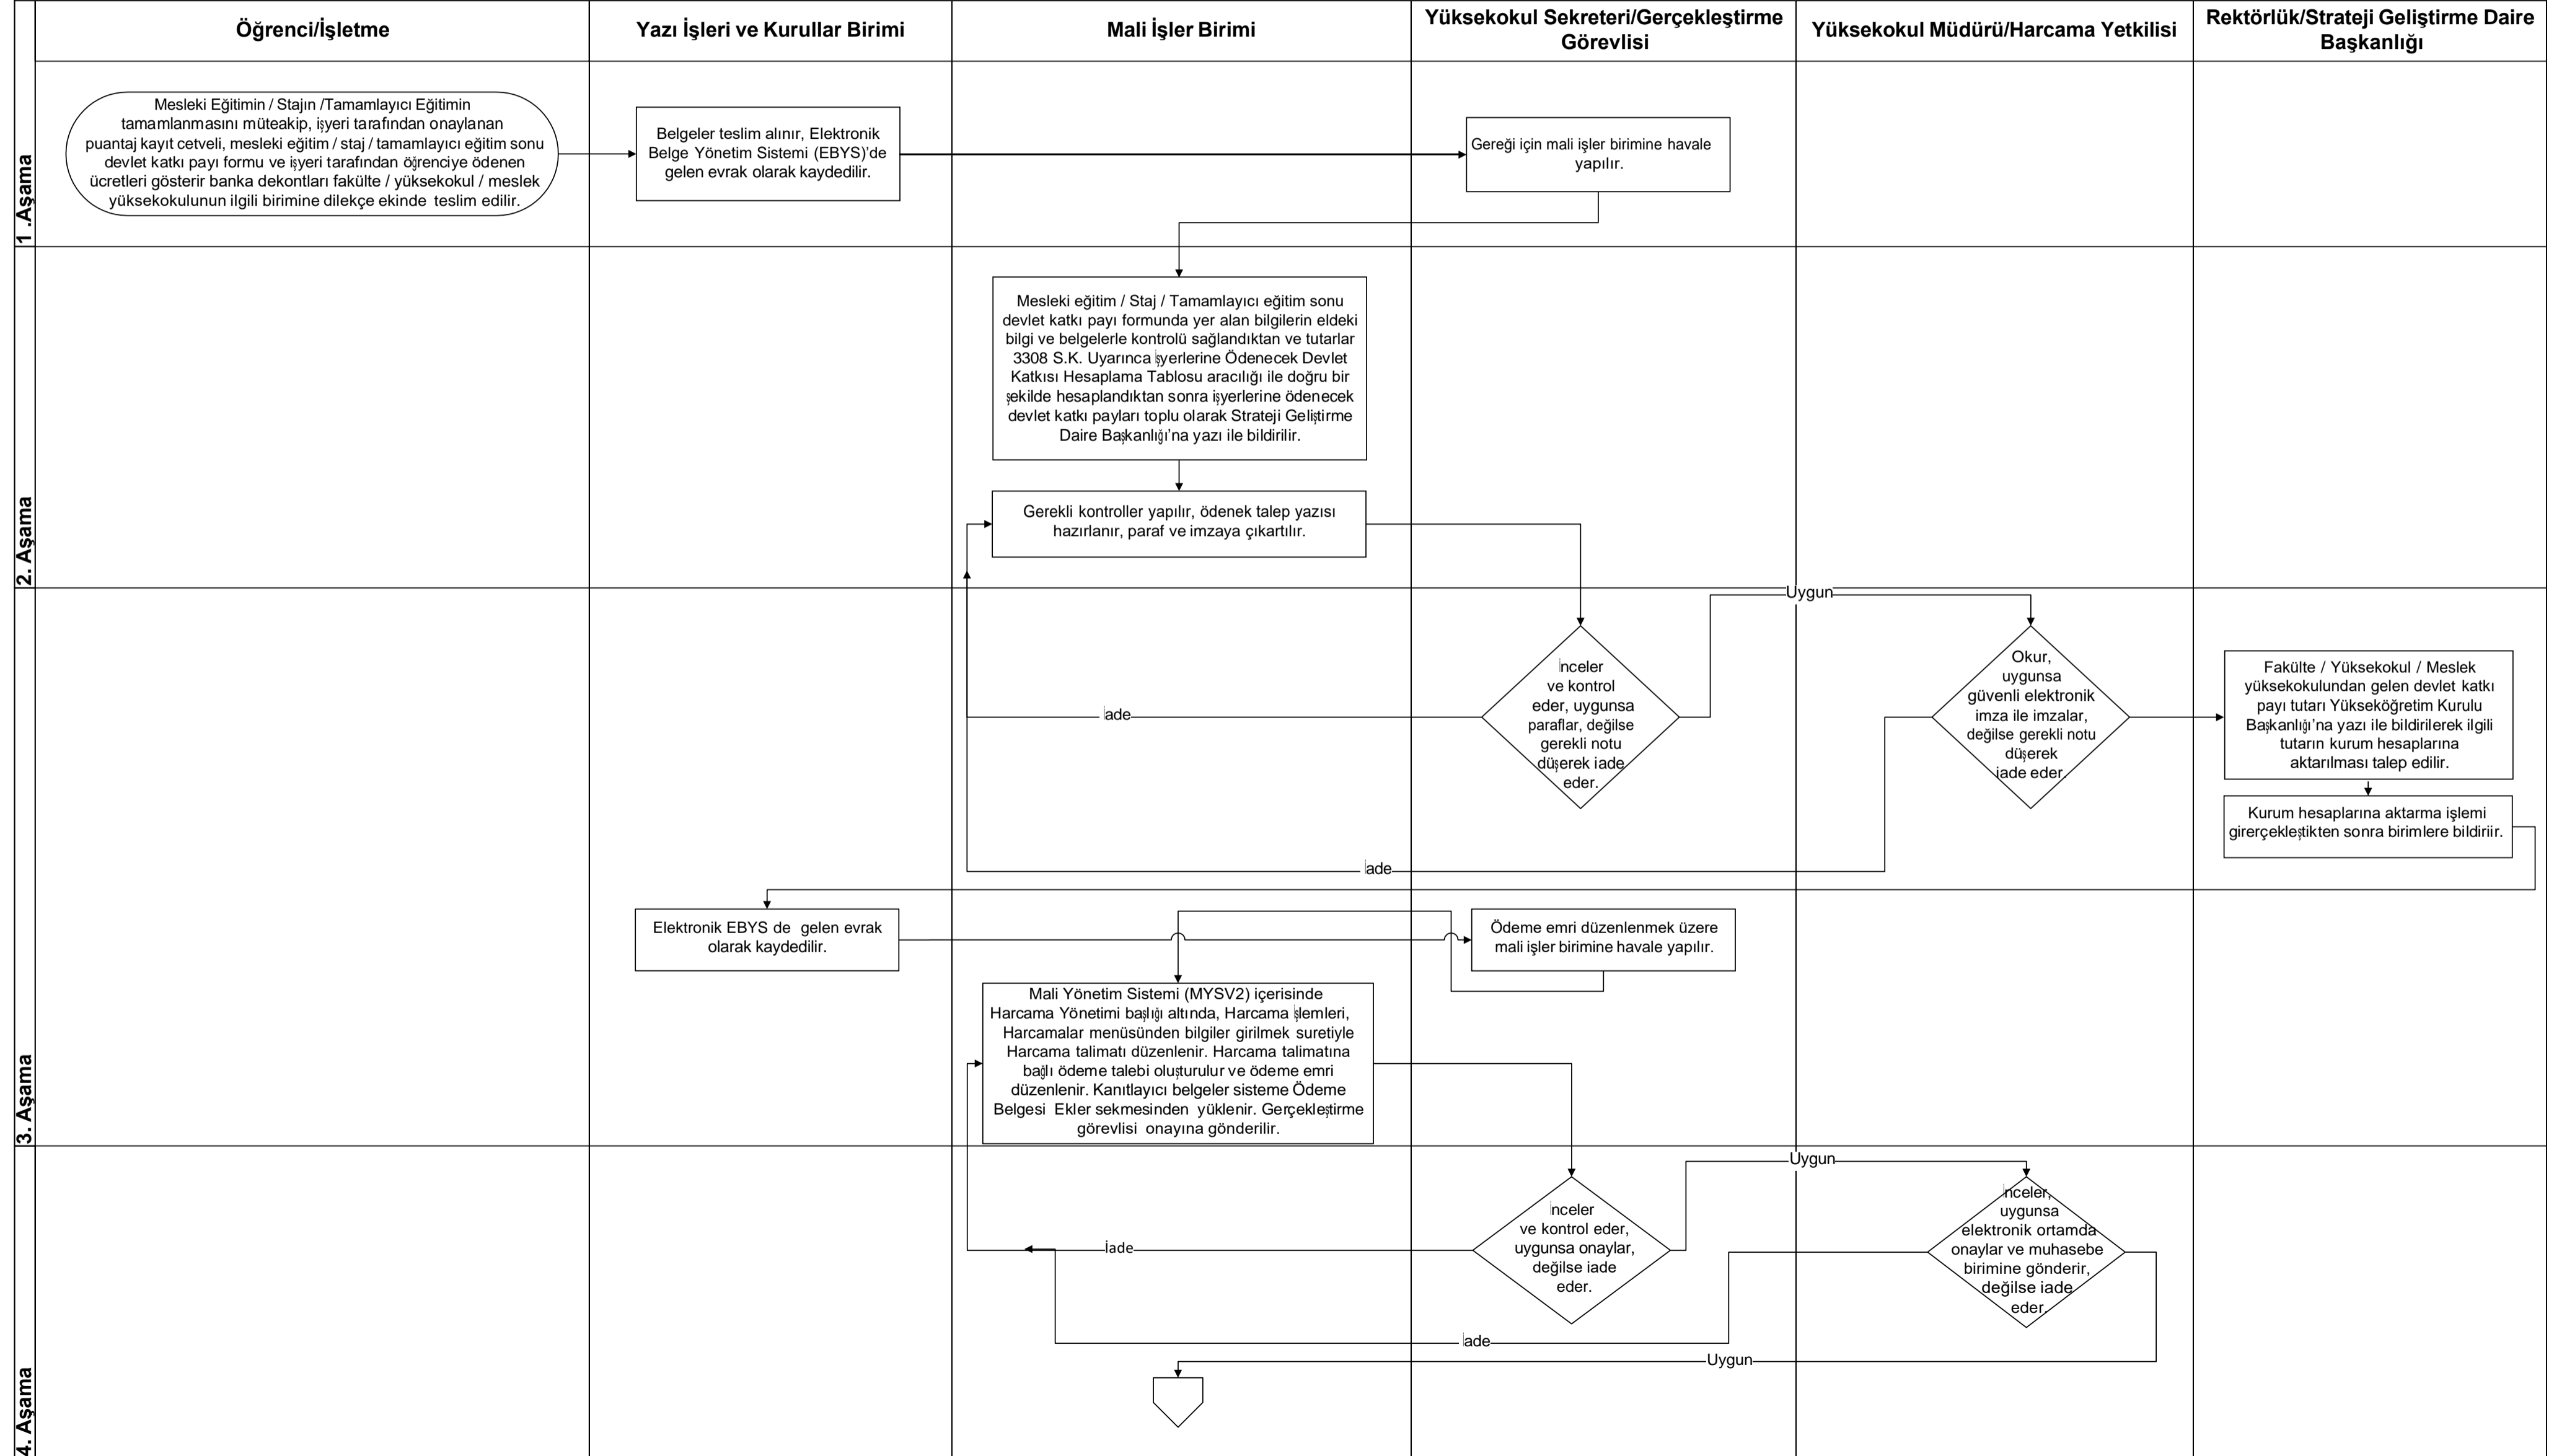 Öğrenci/İşletme
Yazı İşleri ve Kurullar Birimi
Mali İşler Birimi
Yüksekokul Sekreteri/Gerçekleştirme
Görevlisi
Yüksekokul Müdürü/Harcama Yetkilisi
Rektörlük/Strateji Geliştirme Daire
Başkanlığı
1 .Aşama
Mesleki Eğitimin / Stajın /Tamamlayıcı Eğitimin
tamamlanmasını müteakip, işyeri tarafından onaylanan
puantaj kayıt cetveli, mesleki eğitim / staj / tamamlayıcı eğitim sonu
devlet katkı payı formu ve işyeri tarafından öğrenciye ödenen
ücretleri gösterir banka dekontları fakülte / yüksekokul / meslek
yüksekokulunun ilgili birimine dilekçe ekinde teslim edilir.
Belgeler teslim alınır, Elektronik
Belge Yönetim Sistemi (EBYS)’de
gelen evrak olarak kaydedilir.
Gereği için mali işler birimine havale
yapılır.
2. Aşama
Mesleki eğitim / Staj / Tamamlayıcı eğitim sonu
devlet katkı payı formunda yer alan bilgilerin eldeki
bilgi ve belgelerle kontrolü sağlandıktan ve tutarlar
3308 S.K. Uyarınca İşyerlerine Ödenecek Devlet
Katkısı Hesaplama Tablosu aracılığı ile doğru bir
şekilde hesaplandıktan sonra işyerlerine ödenecek
devlet katkı payları toplu olarak Strateji Geliştirme
Daire Başkanlığı’na yazı ile bildirilir.
Gerekli kontroller yapılır, ödenek talep yazısı
hazırlanır, paraf ve imzaya çıkartılır.
3. Aşama
Uygun
İnceler
ve kontrol
eder, uygunsa
paraflar, değilse
gerekli notu
düşerek iade
eder.
İade
Okur,
uygunsa
güvenli elektronik
imza ile imzalar,
değilse gerekli notu
düşerek
iade eder.
İade
Fakülte / Yüksekokul / Meslek
yüksekokulundan gelen devlet katkı
payı tutarı Yükseköğretim Kurulu
Başkanlığı’na yazı ile bildirilerek ilgili
tutarın kurum hesaplarına
aktarılması talep edilir.
Kurum hesaplarına aktarma işlemi
girerçekleştikten sonra birimlere bildiriir.
Elektronik EBYS de gelen evrak
olarak kaydedilir.
Ödeme emri düzenlenmek üzere
mali işler birimine havale yapılır.
Mali Yönetim Sistemi (MYSV2) içerisinde
Harcama Yönetimi başlığı altında, Harcama İşlemleri,
Harcamalar menüsünden bilgiler girilmek suretiyle
Harcama talimatı düzenlenir. Harcama talimatına
bağlı ödeme talebi oluşturulur ve ödeme emri
düzenlenir. Kanıtlayıcı belgeler sisteme Ödeme
Belgesi Ekler sekmesinden yüklenir. Gerçekleştirme
görevlisi onayına gönderilir.
4. Aşama
Uygun
İnceler
ve kontrol eder,
uygunsa onaylar,
değilse iade
eder.
İade
İnceler,
uygunsa
elektronik ortamda
onaylar ve muhasebe
birimine gönderir,
değilse iade
eder.
İade
Uygun